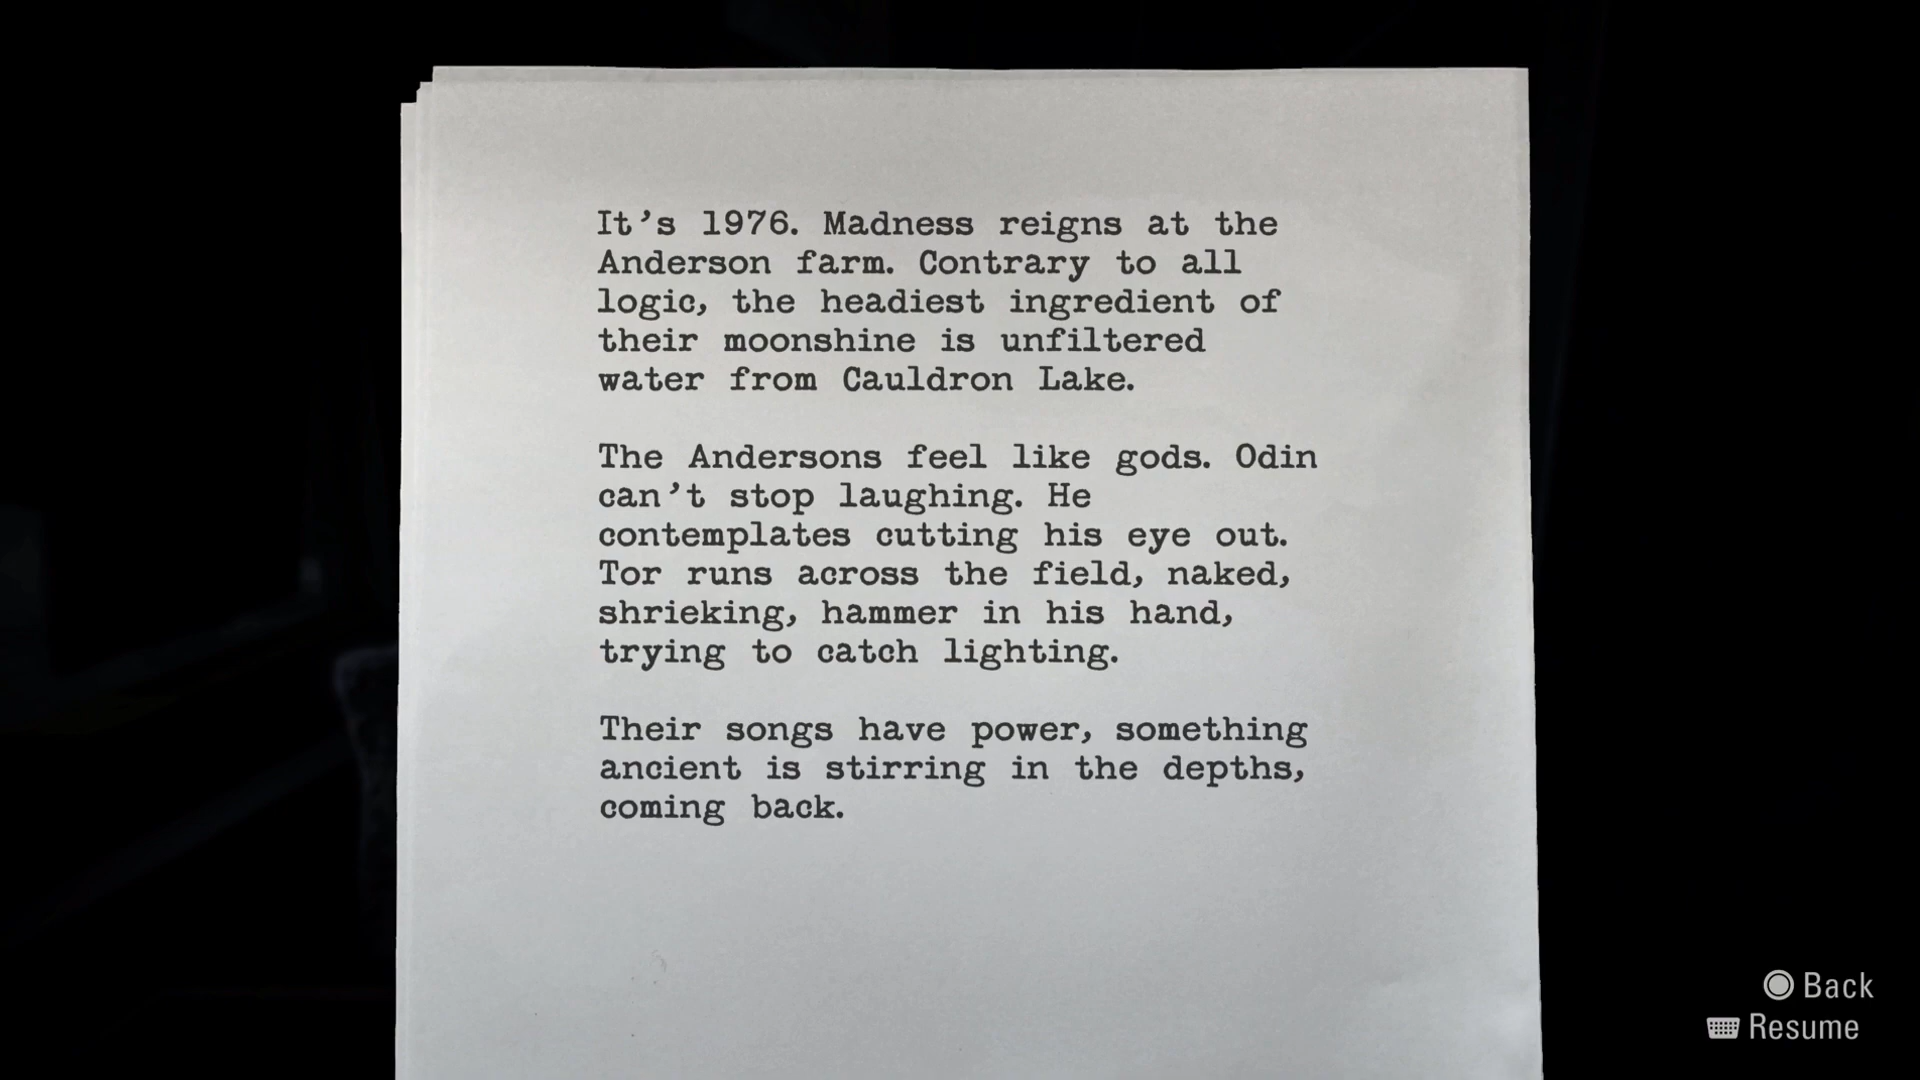 It’s 1976. Madness reigns at the
Anderson farm. Contrary to all
logic, the headiest ingredient of
their moonshine is unfiltered
water from Cauldron Lake.
The Andersons feel like gods. Odin
can’t stop laughing. He
contemplates cutting his eye out.
Tor runs across the field, naked,
shrieking, hammer in his hand,
trying to catch lighting.
Their songs have power, something
ancient is stirring in the depths,
coming back.
Back
Resume